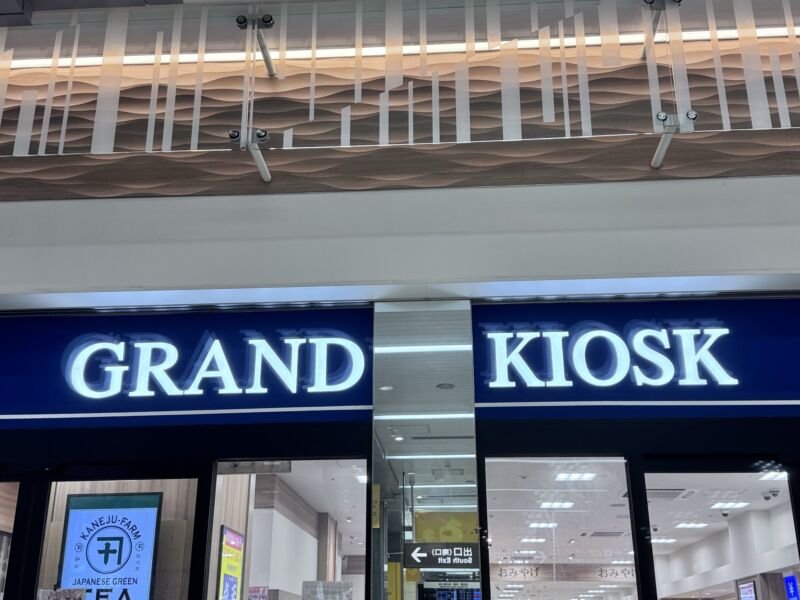 GRAND KIOSK
KANEJU-FARM
JAPANESE GREEN
TEA
← 出口(南口)
South Exit
おみやげ
おみやげ